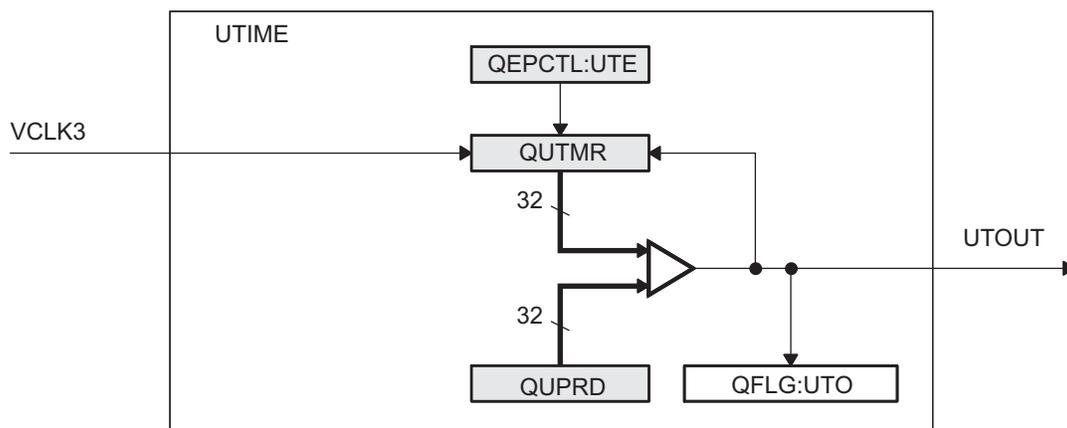 UTIME
QEPCTL:UTE
VCLK3
QUTMR
32
UTOUT
32
QUPRD
QFLG:UTO